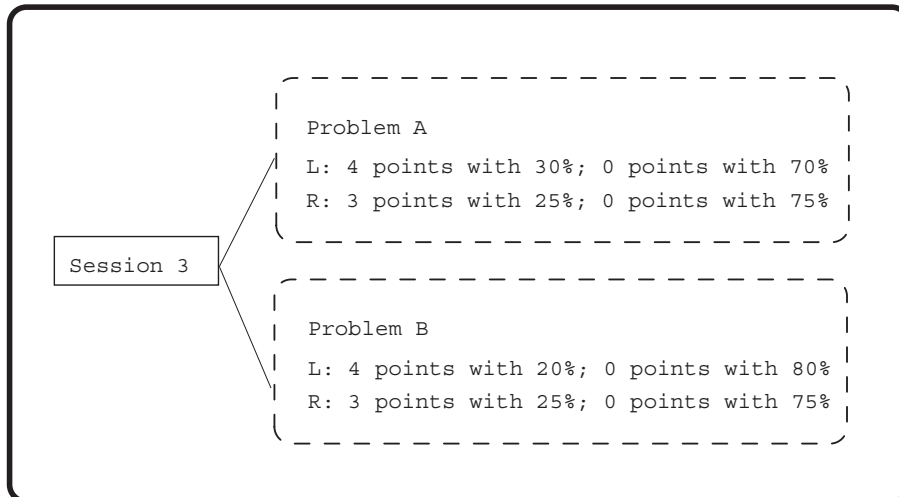 Problem A
L: 4 points with 30%; 0 points with 70%
R: 3 points with 25%; 0 points with 75%
Session 3
Problem B
L: 4 points with 20%; 0 points with 80%
R: 3 points with 25%; 0 points with 75%